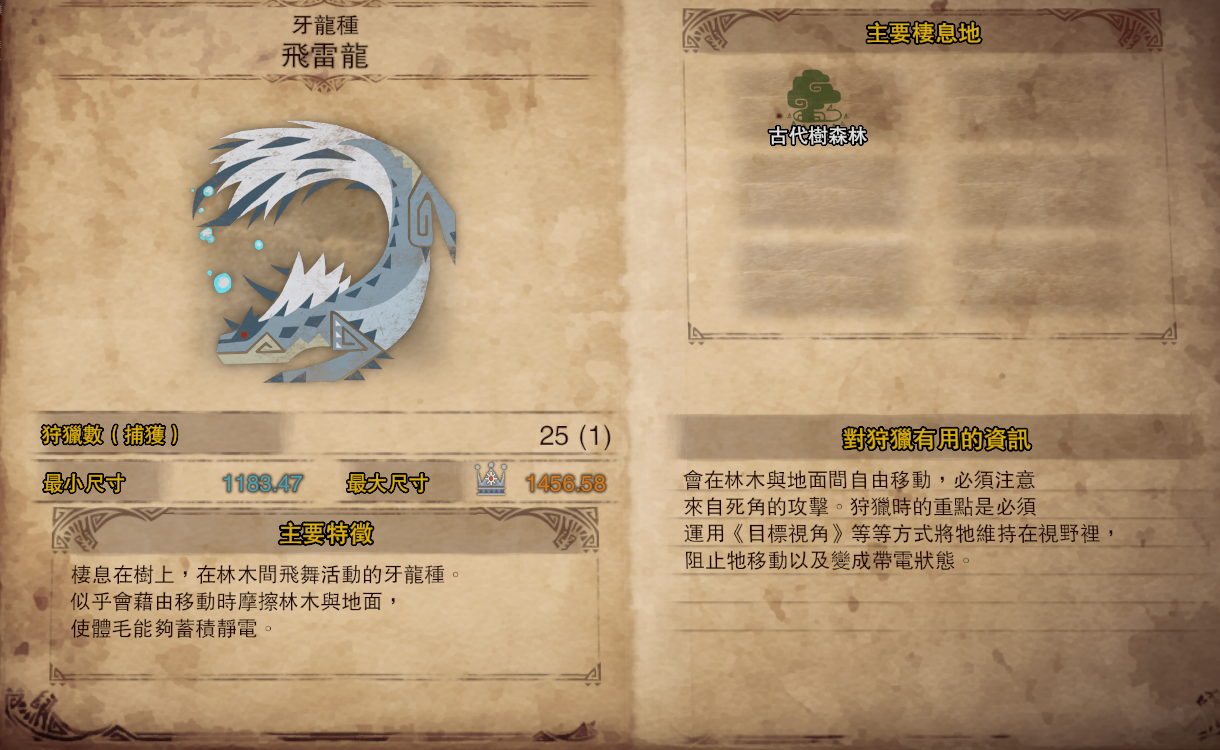 牙龍種
飛雷龍
狩獵數（捕獲）
25 (1)
最小尺寸
1183.47
最大尺寸
1456.58
主要特徵
棲息在樹上，在林木間飛舞活動的牙龍種。
似乎會藉由移動時摩擦林木與地面，
使體毛能夠蓄積靜電。
主要棲息地
古代樹森林
對狩獵有用的資訊
會在林木與地面間自由移動，必須注意
來自死角的攻擊。狩獵時的重點是必須
運用《目標視角》等等方式將牠維持在視野裡，
阻止牠移動以及變成帶電狀態。